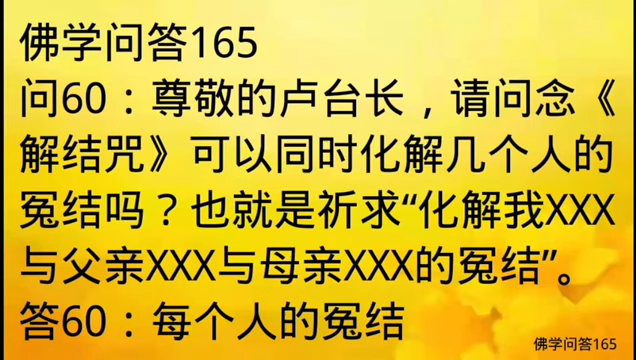 佛学问答165
问60：尊敬的卢台长，请问念《
解结咒》可以同时化解几个人的
冤结吗？也就是祈求“化解我XXX
与父亲XXX与母亲XXX的冤结”。
答60：每个人的冤结
佛学问答165